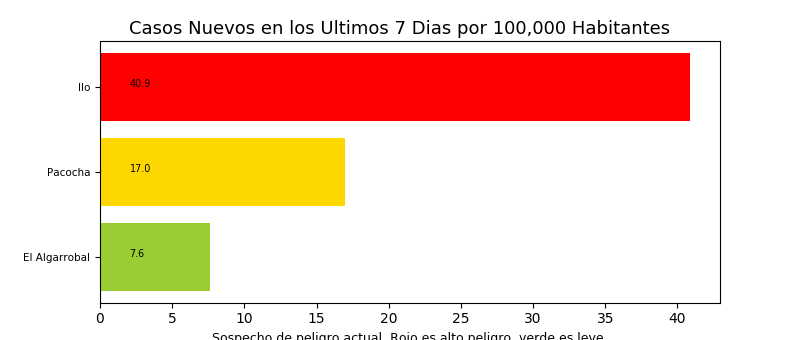 Casos Nuevos en los Ultimos 7 Dias por 100,000 Habitantes
Ilo
40.9
Pacocha
17.0
El Algarrobal
7.6
0 5 10 15 20 25 30 35 40
Sospecho de peligro actual. Rojo es alto peligro, verde es leve